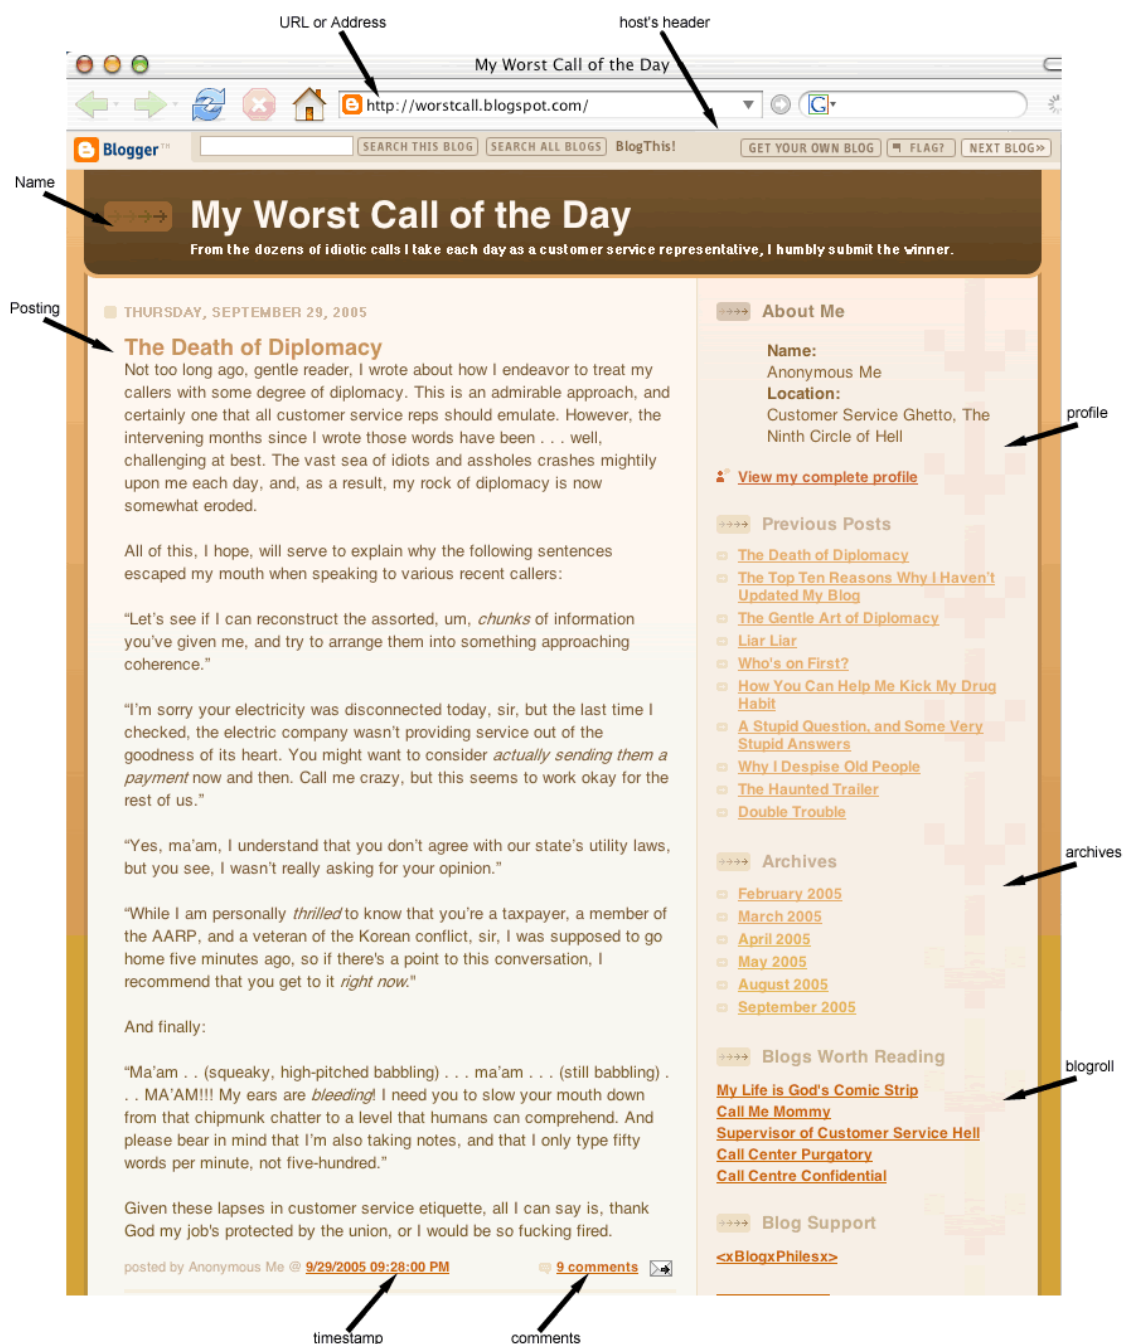 URL or Address
host's header
My Worst Call of the Day
http://worstcall.blogspot.com/
G
Blogger™
SEARCH THIS BLOG
SEARCH ALL BLOGS
BlogThis!
GET YOUR OWN BLOG
FLAG?
NEXT BLOG»
Name
My Worst Call of the Day
From the dozens of idiotic calls I take each day as a customer service representative, I humbly submit the winner.
Posting
THURSDAY, SEPTEMBER 29, 2005
The Death of Diplomacy
Not too long ago, gentle reader, I wrote about how I endeavor to treat my
callers with some degree of diplomacy. This is an admirable approach, and
certainly one that all customer service reps should emulate. However, the
intervening months since I wrote those words have been . . . well,
challenging at best. The vast sea of idiots and assholes crashes mightily
upon me each day, and, as a result, my rock of diplomacy is now
somewhat eroded.
All of this, I hope, will serve to explain why the following sentences
escaped my mouth when speaking to various recent callers:
“Let’s see if I can reconstruct the assorted, um, chunks of information
you’ve given me, and try to arrange them into something approaching
coherence.”
“I’m sorry your electricity was disconnected today, sir, but the last time I
checked, the electric company wasn’t providing service out of the
goodness of its heart. You might want to consider actually sending them a
payment now and then. Call me crazy, but this seems to work okay for the
rest of us.”
“Yes, ma’am, I understand that you don’t agree with our state’s utility laws,
but you see, I wasn’t really asking for your opinion.”
“While I am personally thrilled to know that you’re a taxpayer, a member of
the AARP, and a veteran of the Korean conflict, sir, I was supposed to go
home five minutes ago, so if there's a point to this conversation, I
recommend that you get to it right now."
And finally:
“Ma’am . . (squeaky, high-pitched babbling) . . . ma’am . . . (still babbling) .
. . MA’AM!!! My ears are bleeding! I need you to slow your mouth down
from that chipmunk chatter to a level that humans can comprehend. And
please bear in mind that I’m also taking notes, and that I only type fifty
words per minute, not five-hundred.”
Given these lapses in customer service etiquette, all I can say is, thank
God my job's protected by the union, or I would be so fucking fired.
posted by Anonymous Me @ 9/29/2005 09:28:00 PM
9 comments
timestamp
comments
About Me
Name:
Anonymous Me
Location:
Customer Service Ghetto, The
Ninth Circle of Hell
profile
View my complete profile
Previous Posts
The Death of Diplomacy
The Top Ten Reasons Why I Haven't
Updated My Blog
The Gentle Art of Diplomacy
Liar Liar
Who's on First?
How You Can Help Me Kick My Drug
Habit
A Stupid Question, and Some Very
Stupid Answers
Why I Despise Old People
The Haunted Trailer
Double Trouble
Archives
archives
February 2005
March 2005
April 2005
May 2005
August 2005
September 2005
Blogs Worth Reading
blogroll
My Life is God's Comic Strip
Call Me Mommy
Supervisor of Customer Service Hell
Call Center Purgatory
Call Centre Confidential
Blog Support
<xBlogxPhilesx>